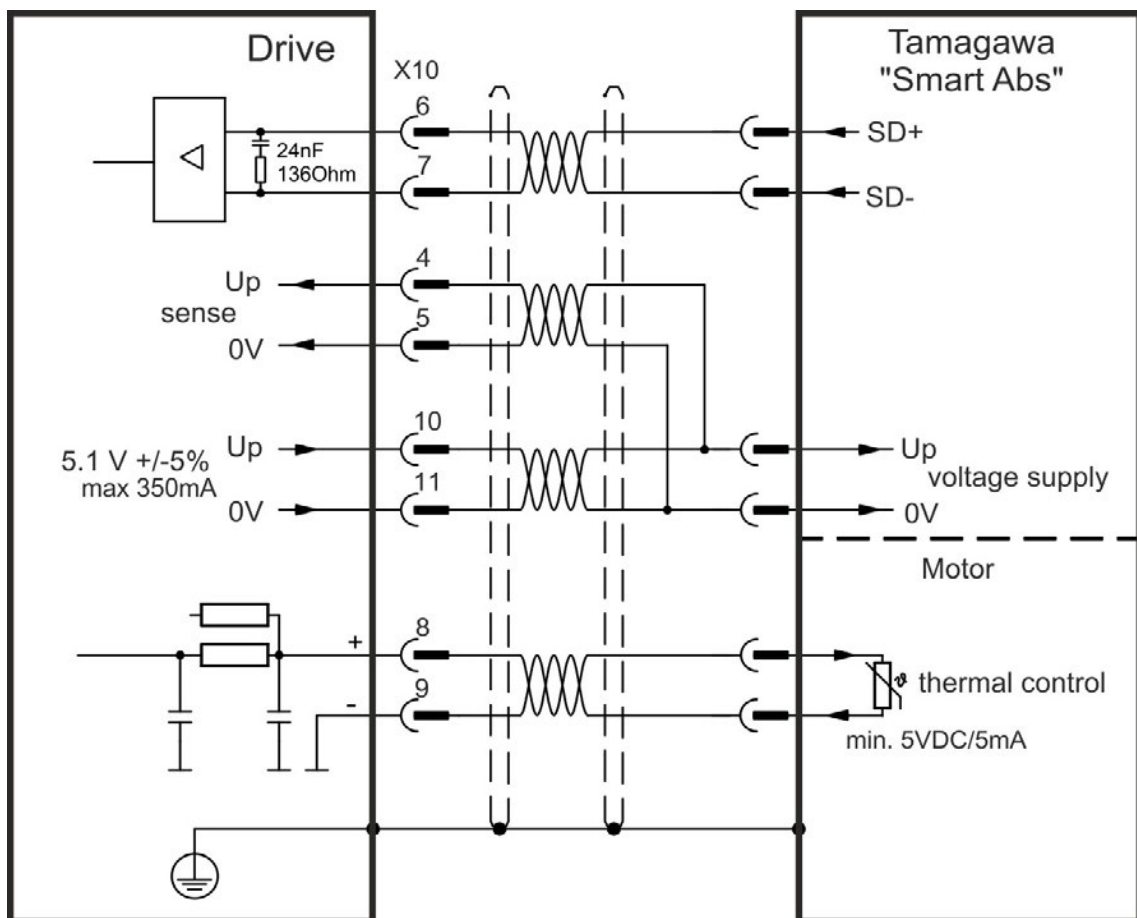 Drive
X10
Tamagawa
"Smart Abs"
6
SD+
24nF
136Ohm
7
SD-
4
Up
sense
5
0V
10
Up
Up
5.1 V +/-5%
max 350mA
voltage supply
11
0V
0V
Motor
8
+
ϑ thermal control
9
-
min. 5VDC/5mA